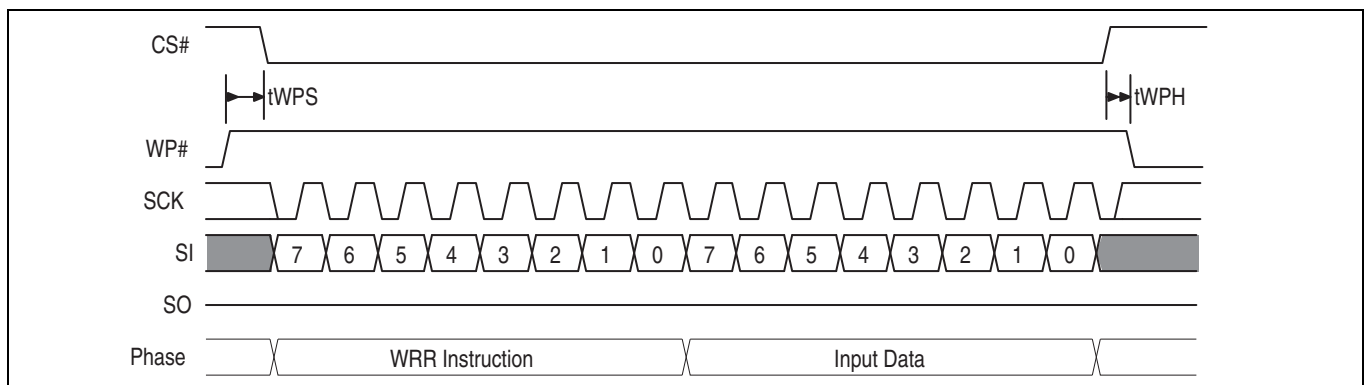 CS#
tWPS
tWPH
WP#
SCK
SI 7 6 5 4 3 2 1 0 7 6 5 4 3 2 1 0
SO
Phase WRR Instruction Input Data